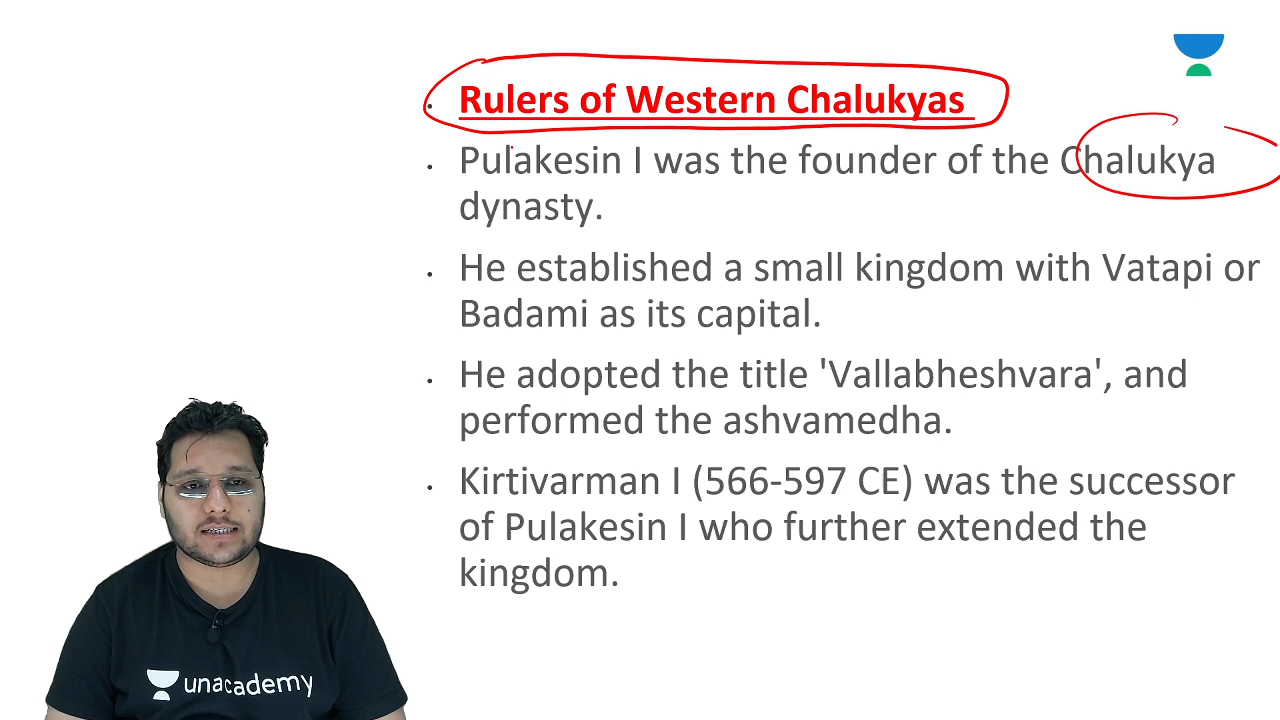 Rulers of Western Chalukyas
Pulakesin I was the founder of the Chalukya
dynasty.
He established a small kingdom with Vatapi or
Badami as its capital.
He adopted the title 'Vallabheshvara', and
performed the ashvamedha.
Kirtivarman I (566-597 CE) was the successor
of Pulakesin I who further extended the
kingdom.
unacademy